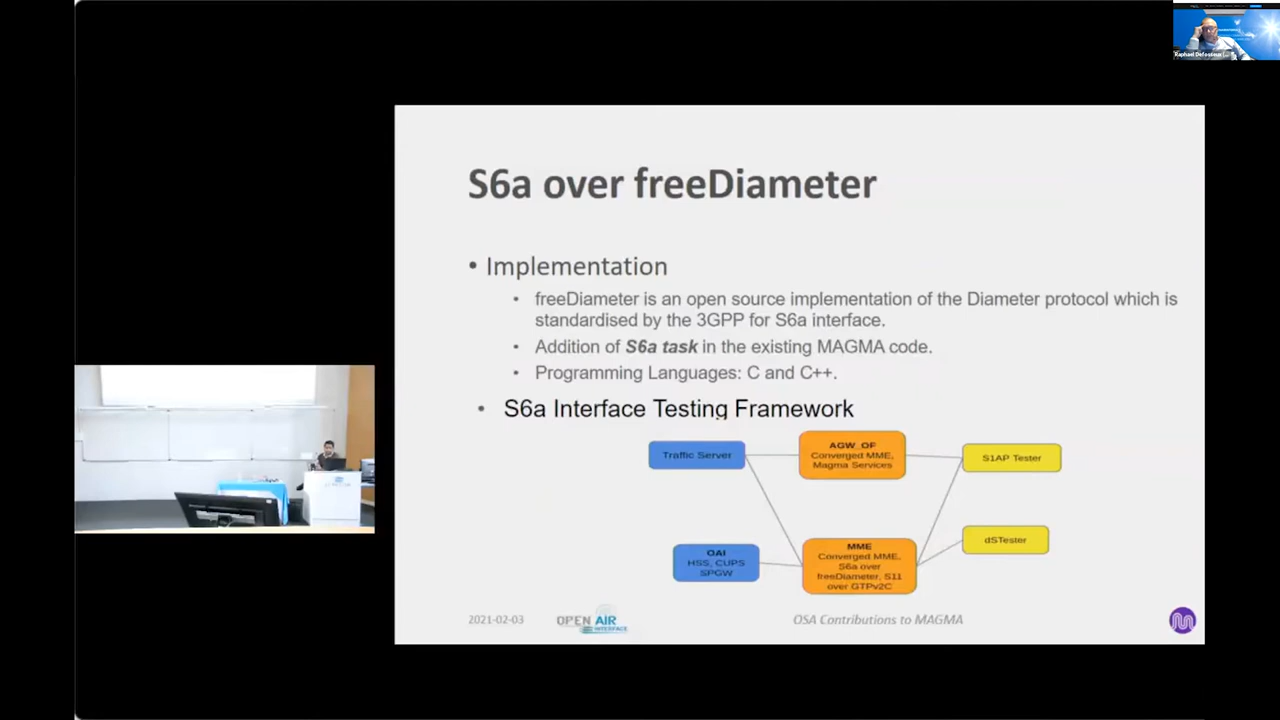 Raphael Defosseux
S6a over freeDiameter
• Implementation
• freeDiameter is an open source implementation of the Diameter protocol which is
standardised by the 3GPP for S6a interface.
• Addition of S6a task in the existing MAGMA code.
• Programming Languages: C and C++.
• S6a Interface Testing Framework
Traffic Server
AGW_OF
Converged MME,
Magma Services
S1AP Tester
OAI
HSS, CUPS
SPGW
MME
Converged MME,
S6a over
freeDiameter, S11
over GTPv2C
dSTester
2021-02-03
OPEN AIR
INTERFACE
OSA Contributions to MAGMA